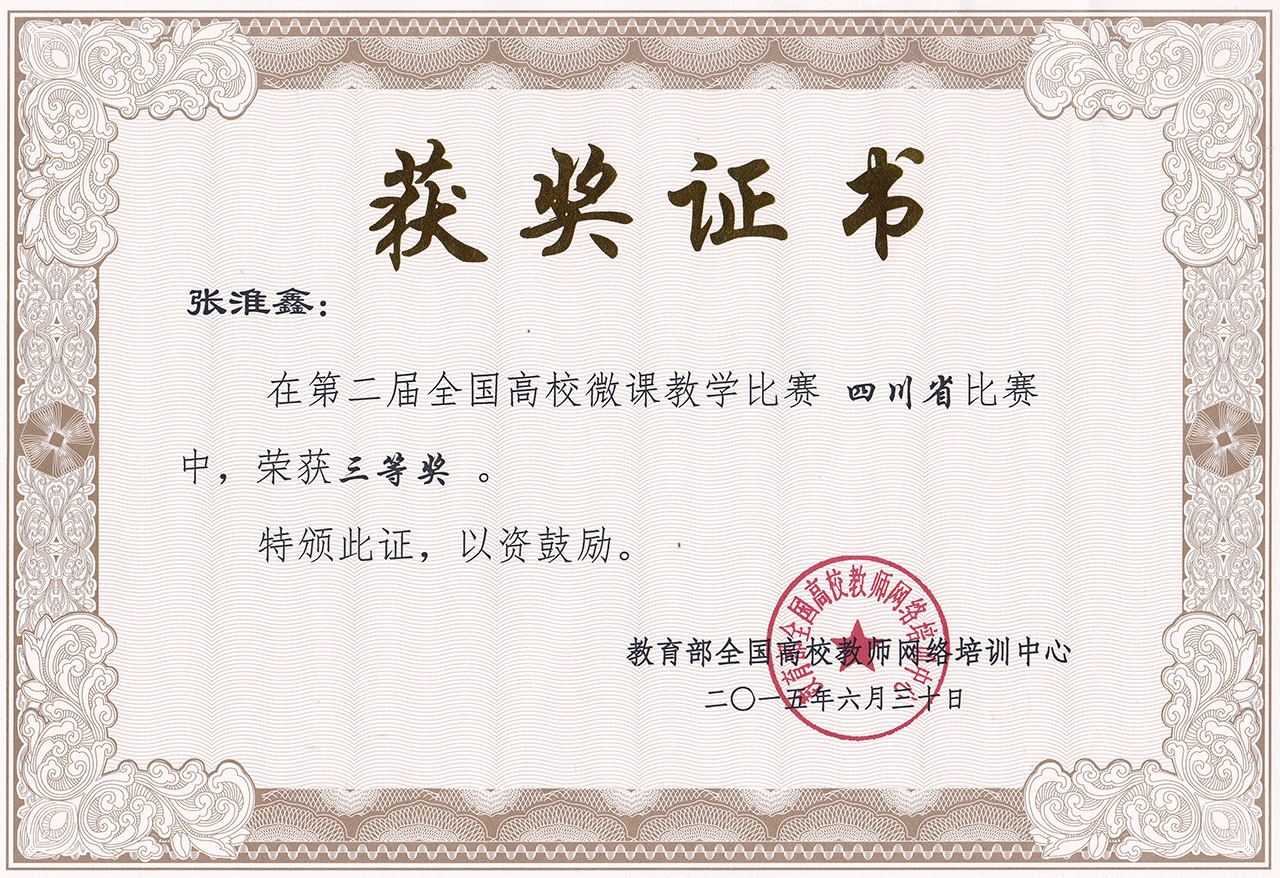 获奖证书
张淮鑫：
在第二届全国高校微课教学比赛 四川省比赛
中，荣获三等奖 。
特颁此证，以资鼓励。
教育部全国高校教师网络培训中心
教育部全国高校教师网络培训中心
二〇一五年六月三十日